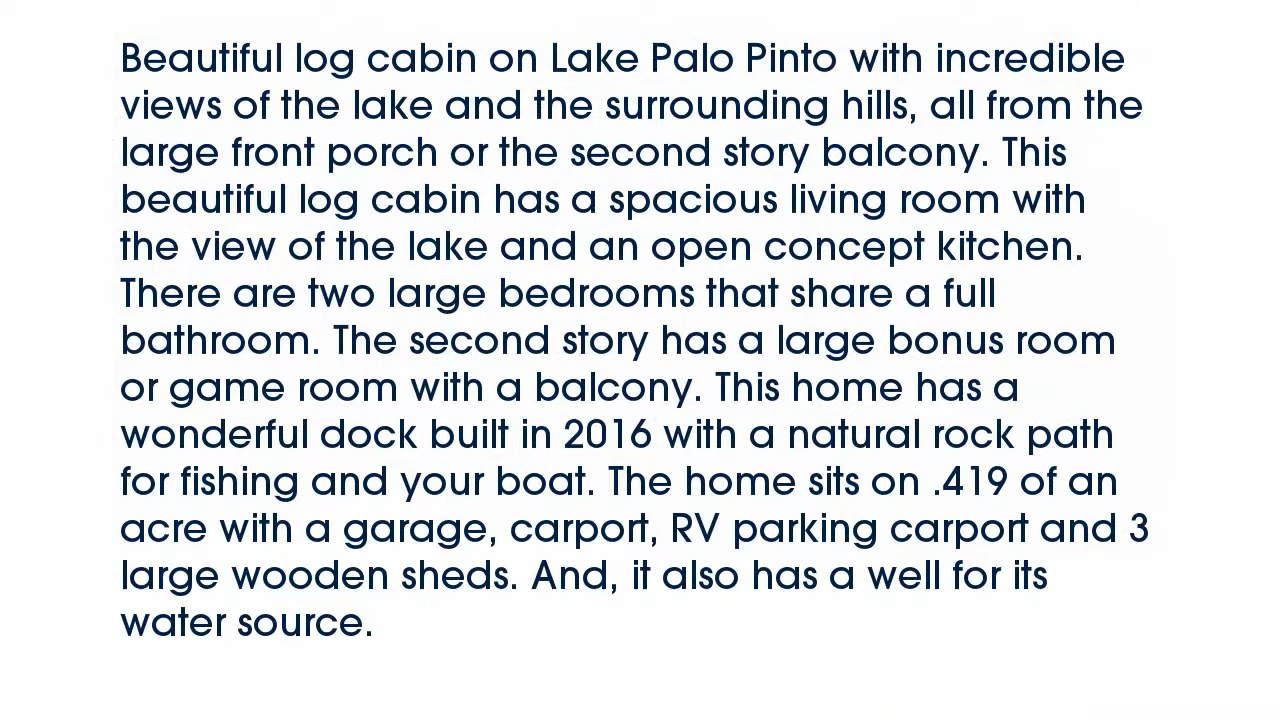 Beautiful log cabin on Lake Palo Pinto with incredible
views of the lake and the surrounding hills, all from the
large front porch or the second story balcony. This
beautiful log cabin has a spacious living room with
the view of the lake and an open concept kitchen.
There are two large bedrooms that share a full
bathroom. The second story has a large bonus room
or game room with a balcony. This home has a
wonderful dock built in 2016 with a natural rock path
for fishing and your boat. The home sits on .419 of an
acre with a garage, carport, RV parking carport and 3
large wooden sheds. And, it also has a well for its
water source.